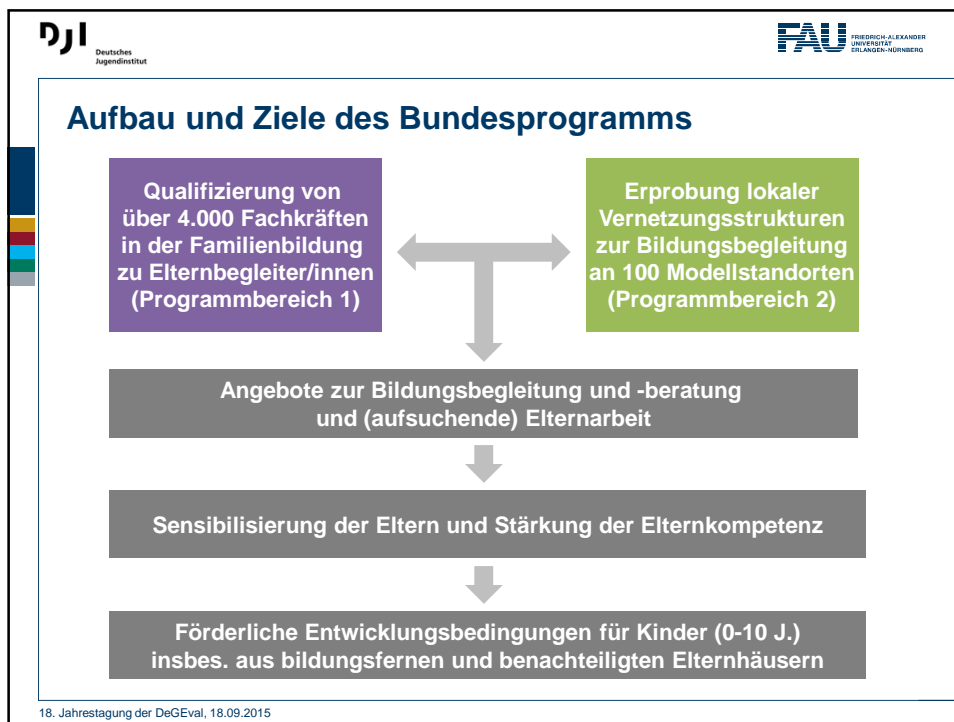 DJI
Deutsches
Jugendinstitut
FAU
FRIEDRICH-ALEXANDER
UNIVERSITÄT
ERLANGEN-NÜRNBERG
Aufbau und Ziele des Bundesprogramms
Qualifizierung von
über 4.000 Fachkräften
in der Familienbildung
zu Elternbegleiter/innen
(Programmbereich 1)
Erprobung lokaler
Vernetzungsstrukturen
zur Bildungsbegleitung
an 100 Modellstandorten
(Programmbereich 2)
Angebote zur Bildungsbegleitung und -beratung
und (aufsuchende) Elternarbeit
Sensibilisierung der Eltern und Stärkung der Elternkompetenz
Förderliche Entwicklungsbedingungen für Kinder (0-10 J.)
insbes. aus bildungsfernen und benachteiligten Elternhäusern
18. Jahrestagung der DeGEval, 18.09.2015